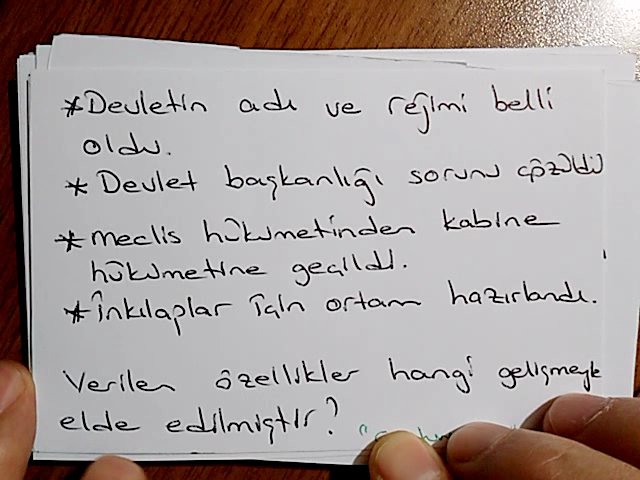 *Devletin adı ve rejimi belli
oldu.
* Devlet başkanlığı sorunu çözüldü
* Meclis hükümetinden kabine
hükümetine geçildi.
* İnkılaplar için ortam hazırlandı.
Verilen özellikler hangi gelişmeyle
elde edilmiştir?